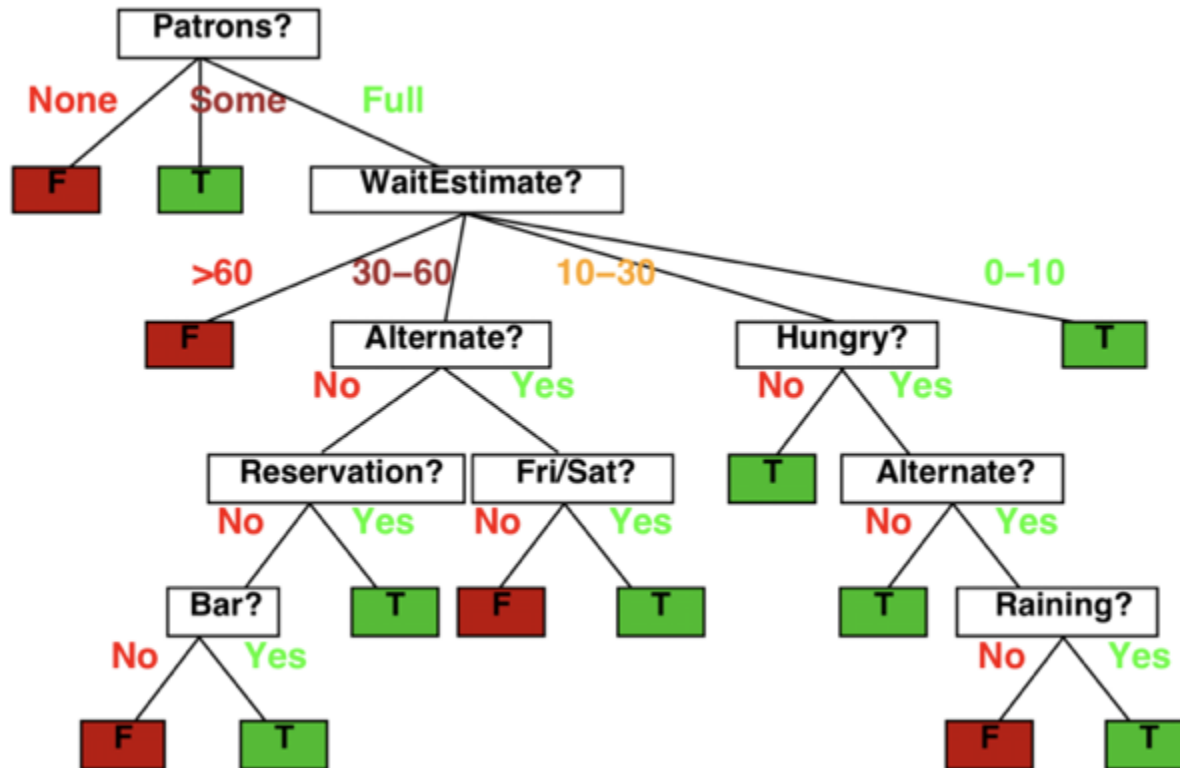 Patrons?
None Some Full
F T WaitEstimate?
>60 30–60 10–30 0–10
F Alternate? Hungry? T
No Yes No Yes
Reservation? Fri/Sat? T Alternate?
No Yes No Yes No Yes
Bar? T F T T Raining?
No Yes No Yes
F T F T